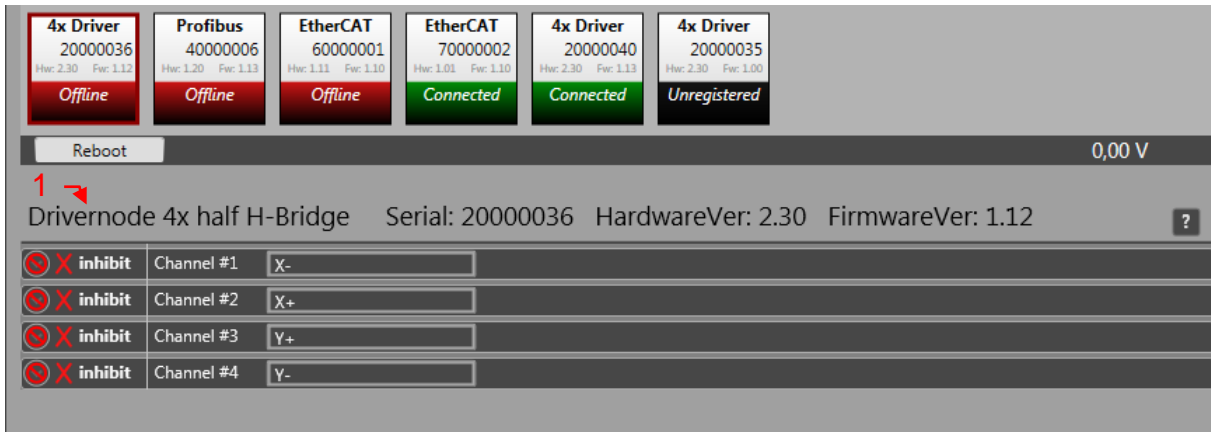 4x Driver
20000036
Hw: 2.30 Fw: 1.12
Offline
Profibus
40000006
Hw: 1.20 Fw: 1.13
Offline
EtherCAT
60000001
Hw: 1.11 Fw: 1.10
Offline
EtherCAT
70000002
Hw: 1.01 Fw: 1.10
Connected
4x Driver
20000040
Hw: 2.30 Fw: 1.13
Connected
4x Driver
20000035
Hw: 2.30 Fw: 1.00
Unregistered
Reboot 0,00 V
1
Drivernode 4x half H-Bridge Serial: 20000036 HardwareVer: 2.30 FirmwareVer: 1.12 ?
inhibit Channel #1 X-
inhibit Channel #2 X+
inhibit Channel #3 Y+
inhibit Channel #4 Y-